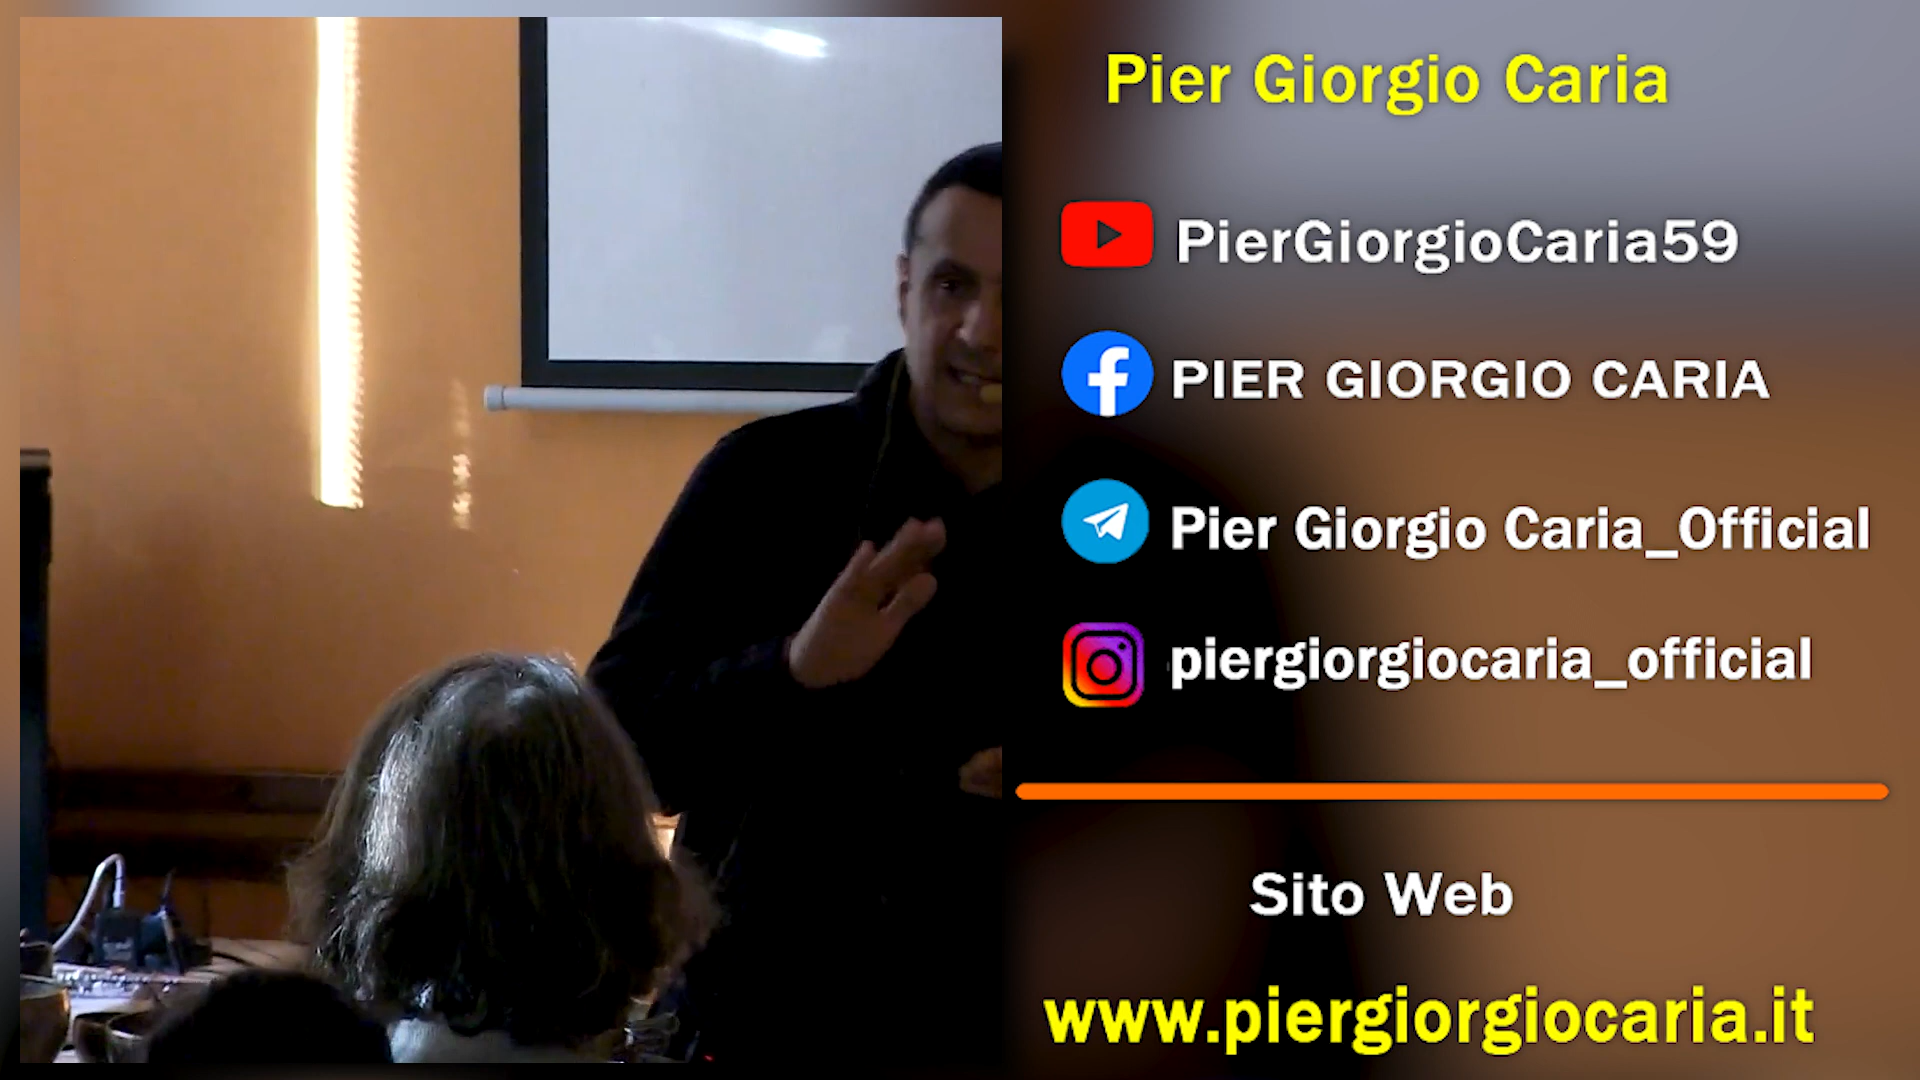 Pier Giorgio Caria
PierGiorgioCaria59
PIER GIORGIO CARIA
Pier Giorgio Caria_Official
piergiorgiocaria_official
Sito Web
www.piergiorgiocaria.it